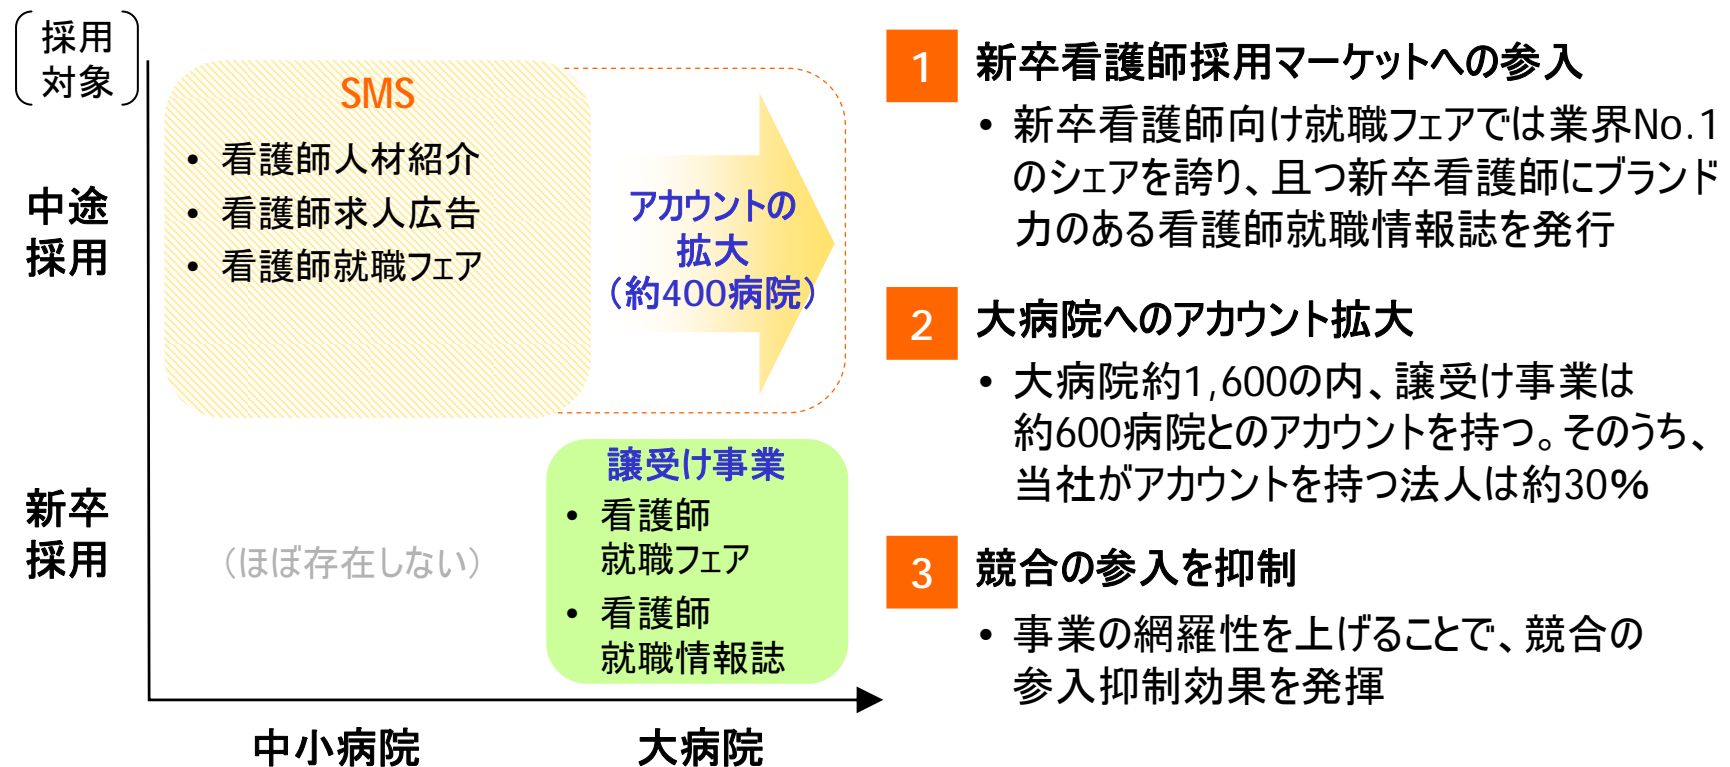 採用
対象
SMS
• 看護師人材紹介
• 看護師求人広告
• 看護師就職フェア
アカウントの
拡大
（約400病院）
中途
採用
新卒
採用
（ほぼ存在しない）
譲受け事業
• 看護師
就職フェア
• 看護師
就職情報誌
中小病院
大病院
1 新卒看護師採用マーケットへの参入
• 新卒看護師向け就職フェアでは業界No.1
のシェアを誇り、且つ新卒看護師にブランド
力のある看護師就職情報誌を発行
2 大病院へのアカウント拡大
• 大病院約1,600の内、譲受け事業は
約600病院とのアカウントを持つ。そのうち、
当社がアカウントを持つ法人は約30%
3 競合の参入を抑制
• 事業の網羅性を上げることで、競合の
参入抑制効果を発揮